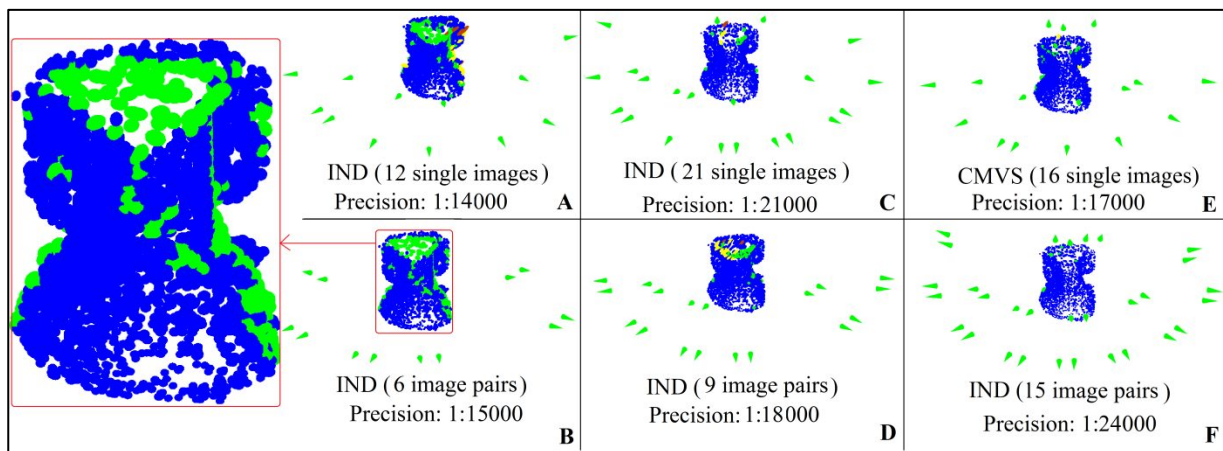 IND (12 single images)
Precision: 1:14000
A
IND (21 single images)
Precision: 1:21000
C
CMVS (16 single images)
Precision: 1:17000
E
IND (6 image pairs)
Precision: 1:15000
B
IND (9 image pairs)
Precision: 1:18000
D
IND (15 image pairs)
Precision: 1:24000
F